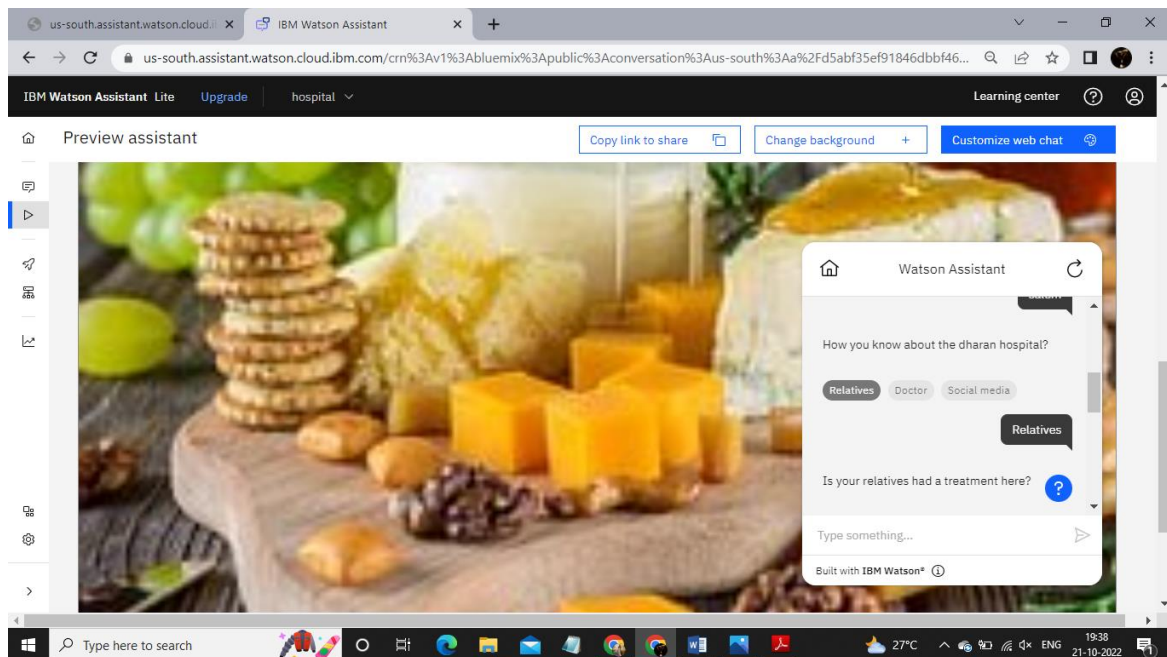 us-south.assistant.watson.cloud.i
IBM Watson Assistant
us-south.assistant.watson.cloud.ibm.com/crn%3Av1%3Abluemix%3Apublic%3Aconversation%3Aus-south%3Aa%2Fd5abf35ef91846dbbf46...
IBM Watson Assistant Lite Upgrade hospital Learning center
Preview assistant Copy link to share Change background + Customize web chat
Watson Assistant
How you know about the dharan hospital?
Relatives Doctor Social media
Relatives
Is your relatives had a treatment here?
Type something...
Built with IBM Watson®
Type here to search 27°C ENG 19:38
21-10-2022